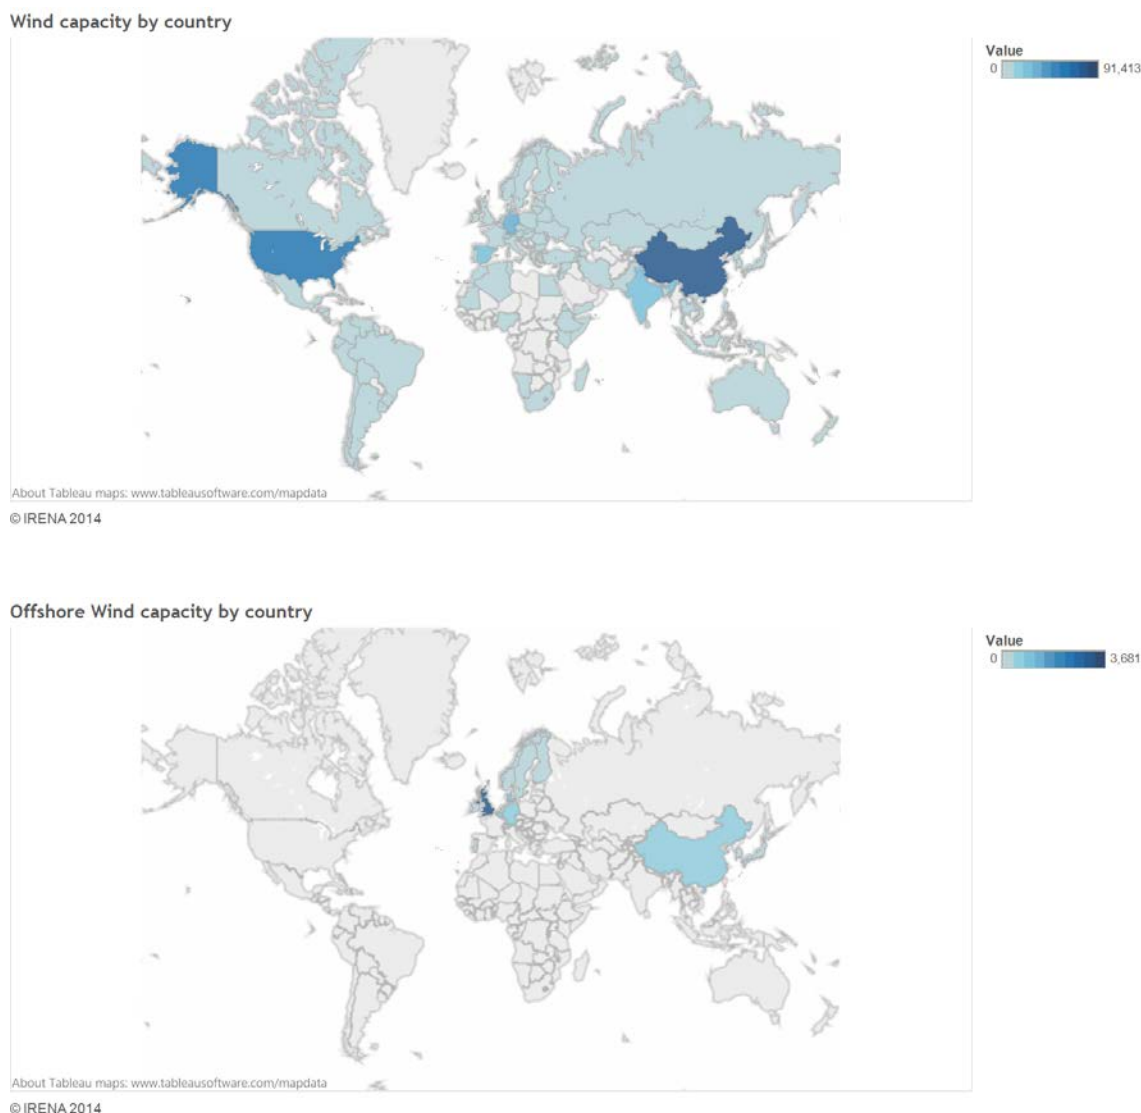 Wind capacity by country
Value
0 91,413
About Tableau maps: www.tableausoftware.com/mapdata
© IRENA 2014
Offshore Wind capacity by country
Value
0 3,681
About Tableau maps: www.tableausoftware.com/mapdata
© IRENA 2014